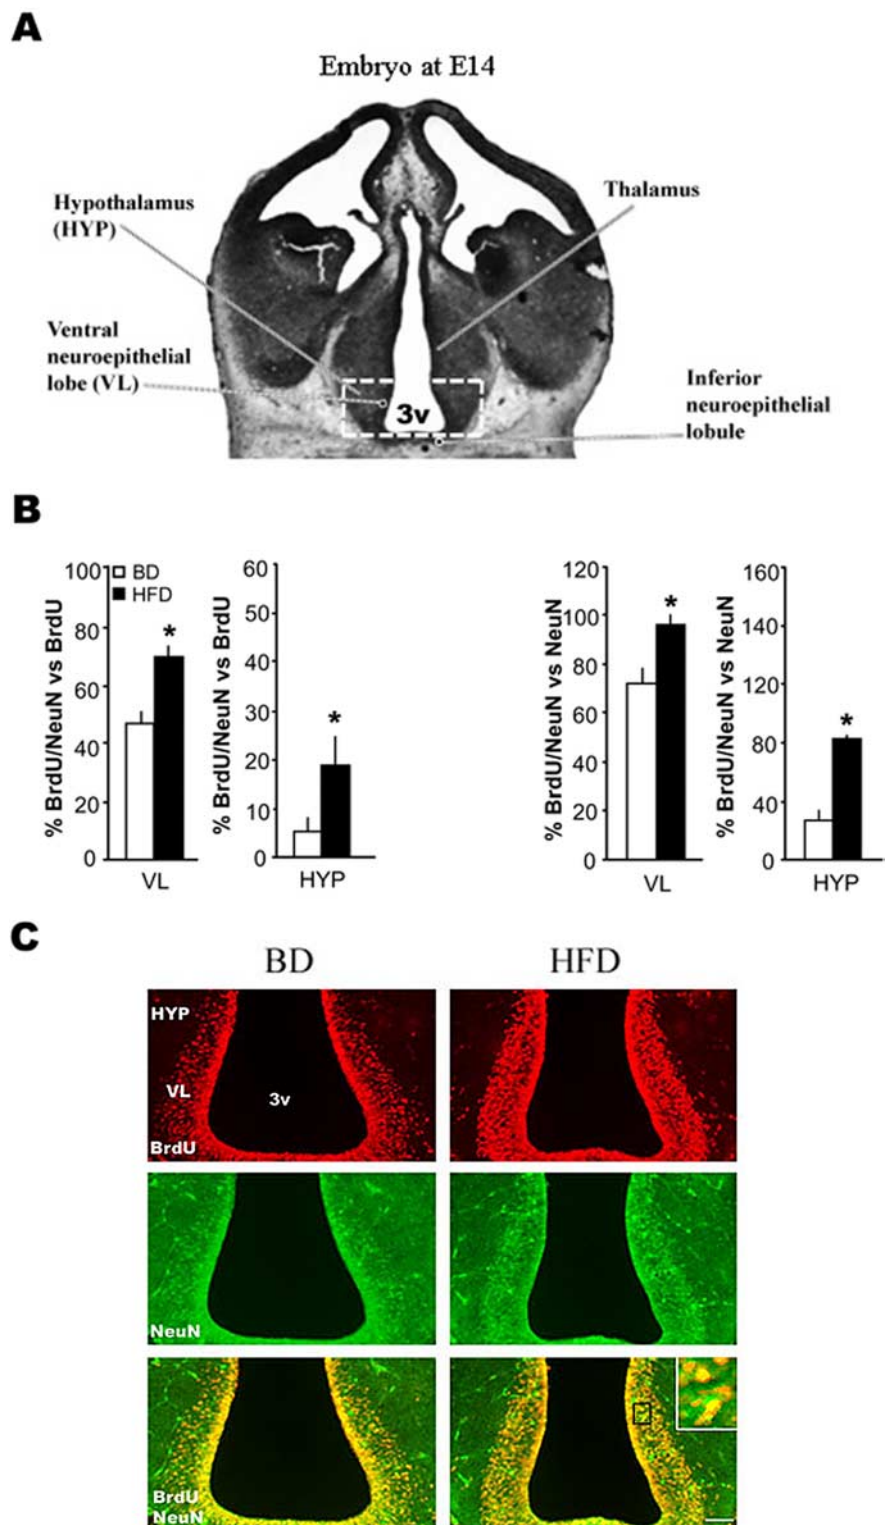 A
Embryo at E14
Hypothalamus
(HYP)
Thalamus
Ventral
neuroepithelial
lobe (VL)
Inferior
neuroepithelial
lobule
3v
B
% BrdU/NeuN vs BrdU
100
80
60
40
20
0
BD
HFD
*
VL
% BrdU/NeuN vs BrdU
60
50
40
30
20
10
0
*
HYP
% BrdU/NeuN vs NeuN
120
100
80
60
40
20
0
*
VL
% BrdU/NeuN vs NeuN
160
140
120
80
40
0
*
HYP
C
BD
HFD
HYP
VL
3v
BrdU
NeuN
BrdU
NeuN